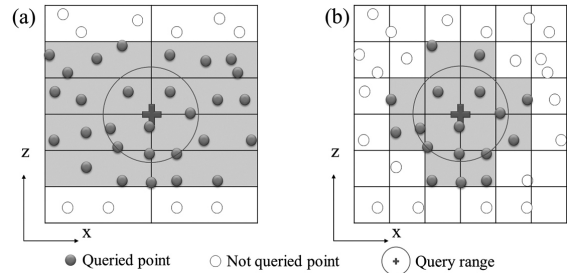 (a)
(b)
z
x
z
x
Queried point
Not queried point
Query range